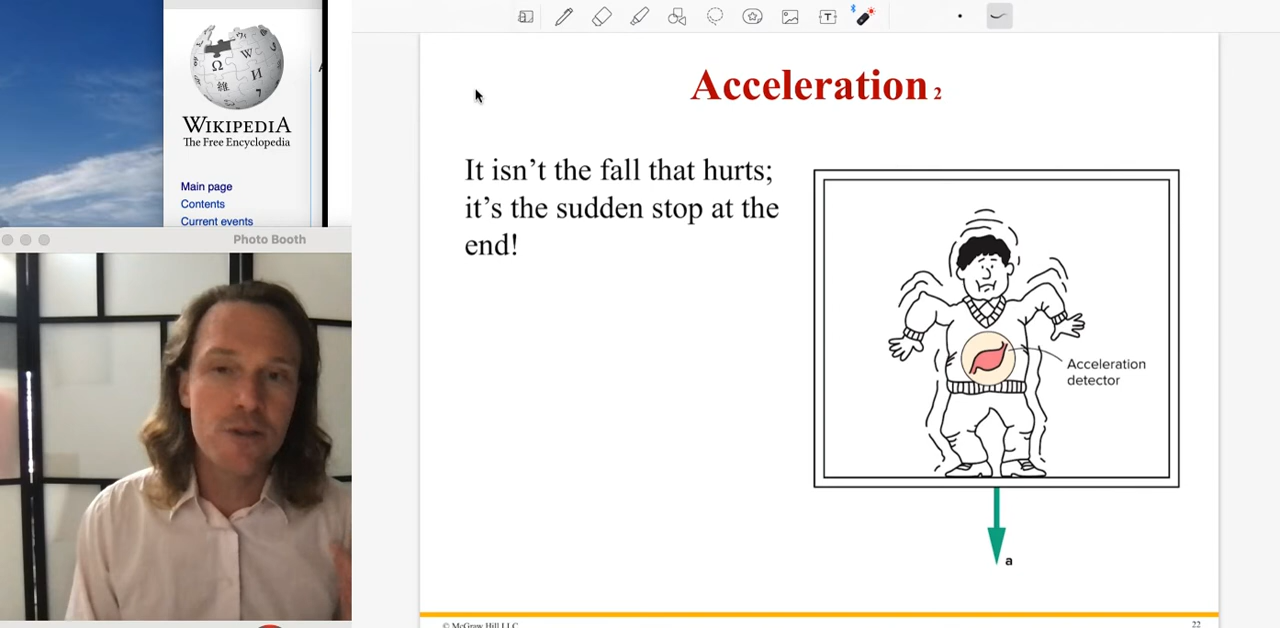 WIKIPEDIA
The Free Encyclopedia
Main page
Contents
Current events
Photo Booth
T
Acceleration 2
It isn't the fall that hurts;
it's the sudden stop at the
end!
Acceleration
detector
a
© McGraw Hill LLC
22